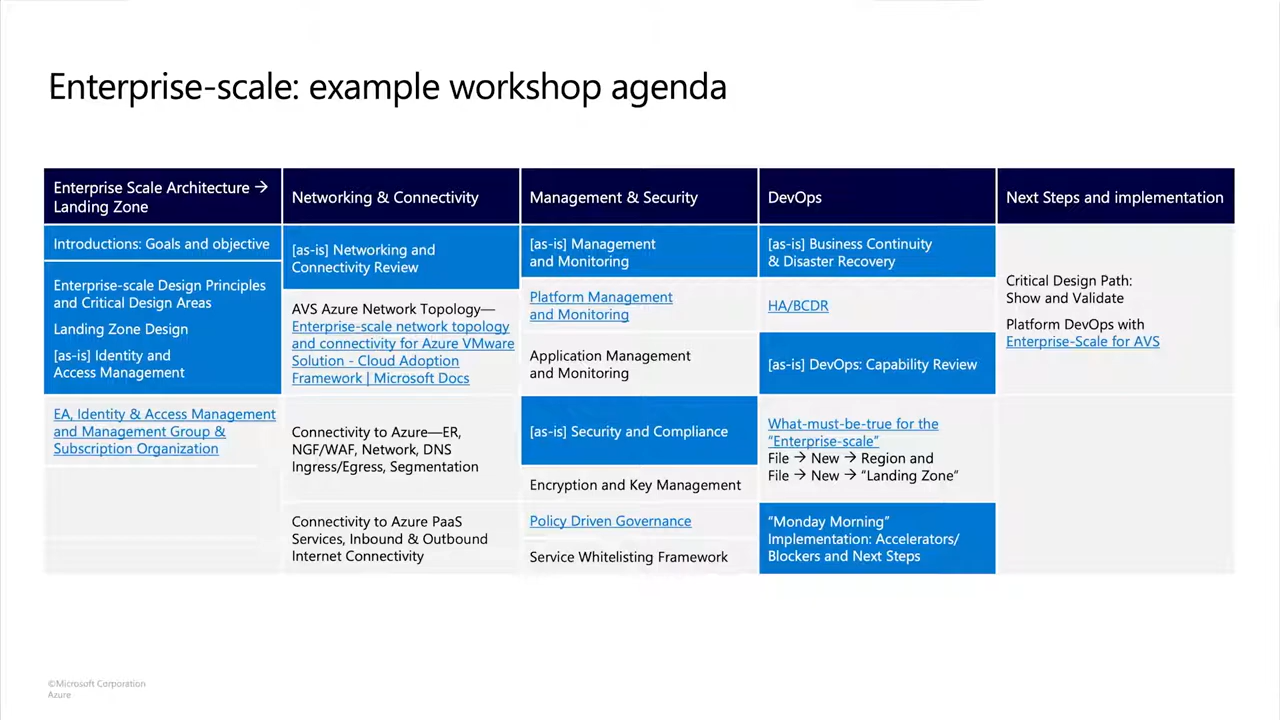 Enterprise-scale: example workshop agenda
Enterprise Scale Architecture →
Landing Zone
Introductions: Goals and objective
Enterprise-scale Design Principles
and Critical Design Areas
Landing Zone Design
[as-is] Identity and
Access Management
EA, Identity & Access Management
and Management Group &
Subscription Organization
Networking & Connectivity
[as-is] Networking and
Connectivity Review
AVS Azure Network Topology—
Enterprise-scale network topology
and connectivity for Azure VMware
Solution - Cloud Adoption
Framework | Microsoft Docs
Connectivity to Azure—ER,
NGF/WAF, Network, DNS
Ingress/Egress, Segmentation
Connectivity to Azure PaaS
Services, Inbound & Outbound
Internet Connectivity
Management & Security
[as-is] Management
and Monitoring
Platform Management
and Monitoring
Application Management
and Monitoring
[as-is] Security and Compliance
Encryption and Key Management
Policy Driven Governance
Service Whitelisting Framework
DevOps
[as-is] Business Continuity
& Disaster Recovery
HA/BCDR
[as-is] DevOps: Capability Review
What-must-be-true for the
“Enterprise-scale”
File → New → Region and
File → New → “Landing Zone”
“Monday Morning”
Implementation: Accelerators/
Blockers and Next Steps
Next Steps and implementation
Critical Design Path:
Show and Validate
Platform DevOps with
Enterprise-Scale for AVS
©Microsoft Corporation
Azure